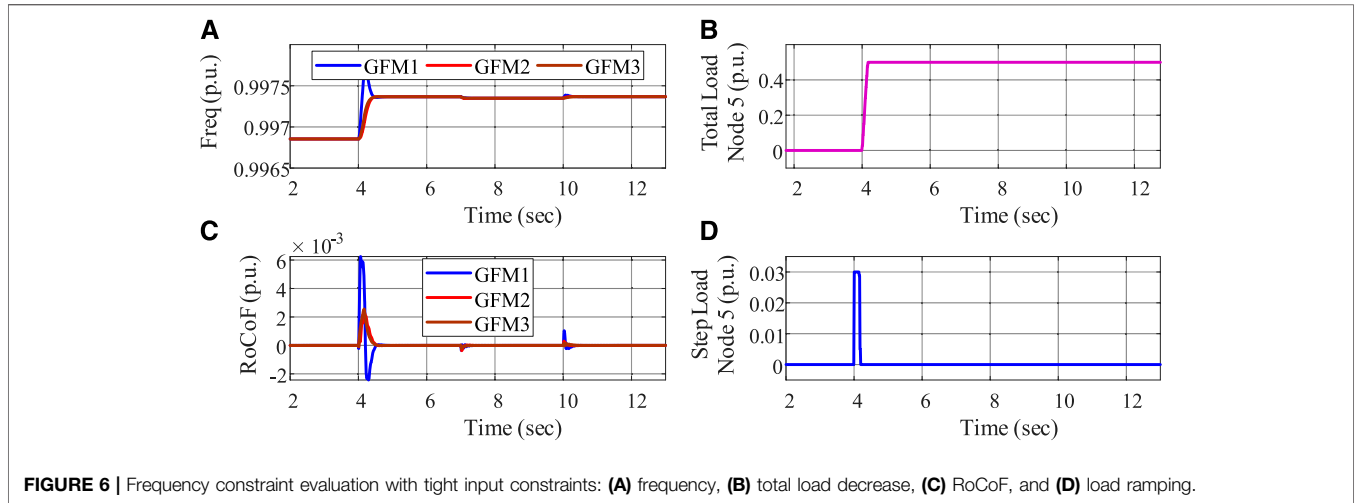 A
Freq (p.u.)
0.9975
0.997
0.9965
GFM1 GFM2 GFM3
2 4 6 8 10 12
Time (sec)
B
Total Load
Node 5 (p.u.)
0.4
0.2
0
2 4 6 8 10 12
Time (sec)
C
× 10⁻³
RoCoF (p.u.)
6
4
2
0
-2
GFM1
GFM2
GFM3
2 4 6 8 10 12
Time (sec)
D
Step Load
Node 5 (p.u.)
0.03
0.02
0.01
0
2 4 6 8 10 12
Time (sec)
FIGURE 6 | Frequency constraint evaluation with tight input constraints: (A) frequency, (B) total load decrease, (C) RoCoF, and (D) load ramping.